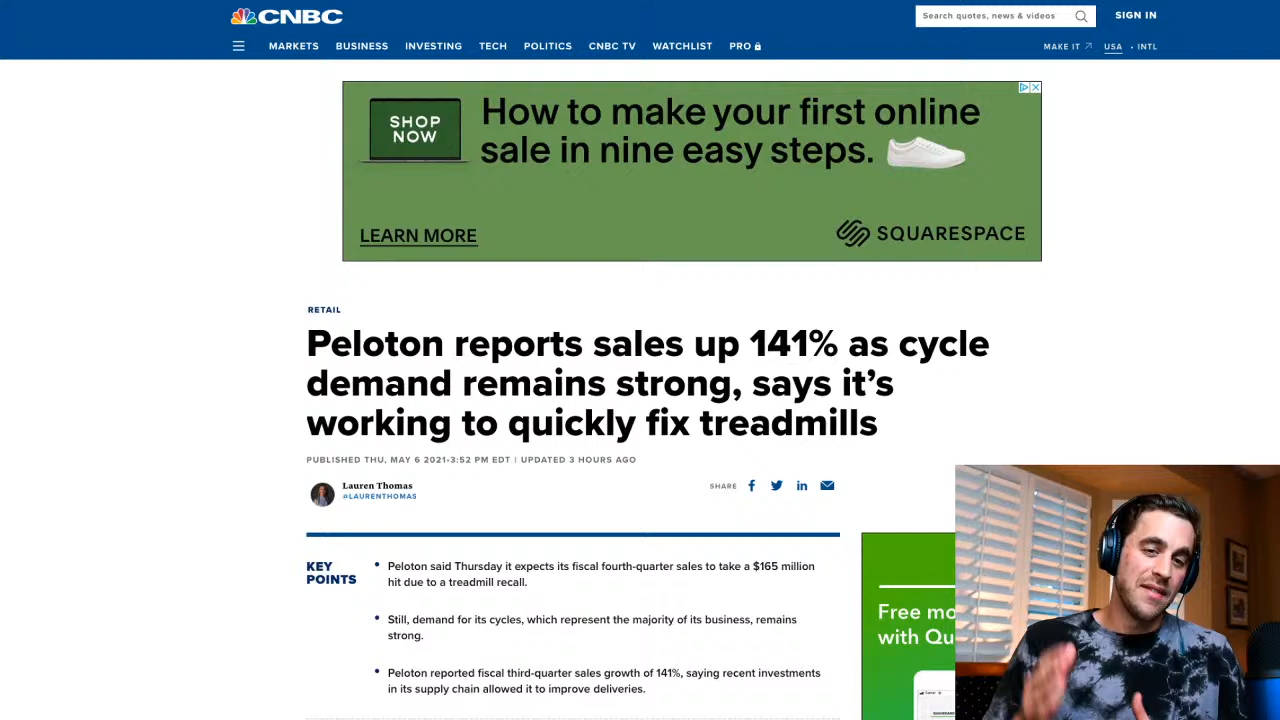 CNBC
Search quotes, news & videos
SIGN IN
MARKETS BUSINESS INVESTING TECH POLITICS CNBC TV WATCHLIST PRO
MAKE IT USA • INTL
SHOP
NOW
How to make your first online
sale in nine easy steps.
LEARN MORE
SQUARESPACE
RETAIL
Peloton reports sales up 141% as cycle
demand remains strong, says it’s
working to quickly fix treadmills
PUBLISHED THU, MAY 6 2021•3:52 PM EDT | UPDATED 3 HOURS AGO
Lauren Thomas
@LAURENTHOMAS
SHARE
KEY
POINTS
• Peloton said Thursday it expects its fiscal fourth-quarter sales to take a $165 million
hit due to a treadmill recall.
• Still, demand for its cycles, which represent the majority of its business, remains
strong.
• Peloton reported fiscal third-quarter sales growth of 141%, saying recent investments
in its supply chain allowed it to improve deliveries.
Free mo
with Qu